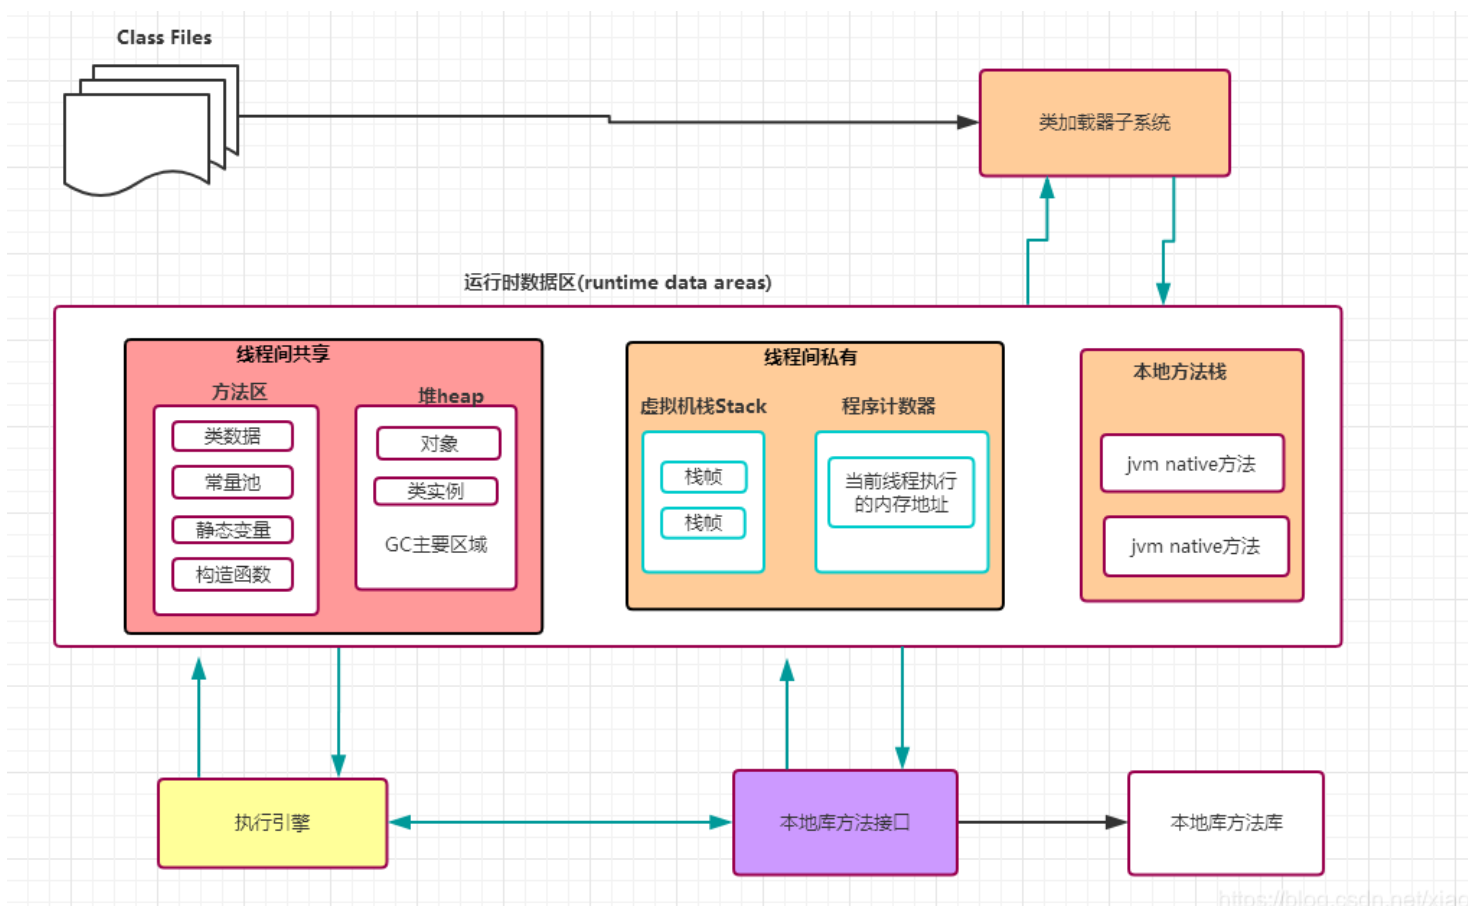 Class Files
类加载器子系统
运行时数据区(runtime data areas)
线程间共享
方法区
类数据
常量池
静态变量
构造函数
堆heap
对象
类实例
GC主要区域
线程间私有
虚拟机栈Stack
栈帧
栈帧
程序计数器
当前线程执行
的内存地址
本地方法栈
jvm native方法
jvm native方法
执行引擎
本地库方法接口
本地库方法库
https://blog.csdn.net/xiao